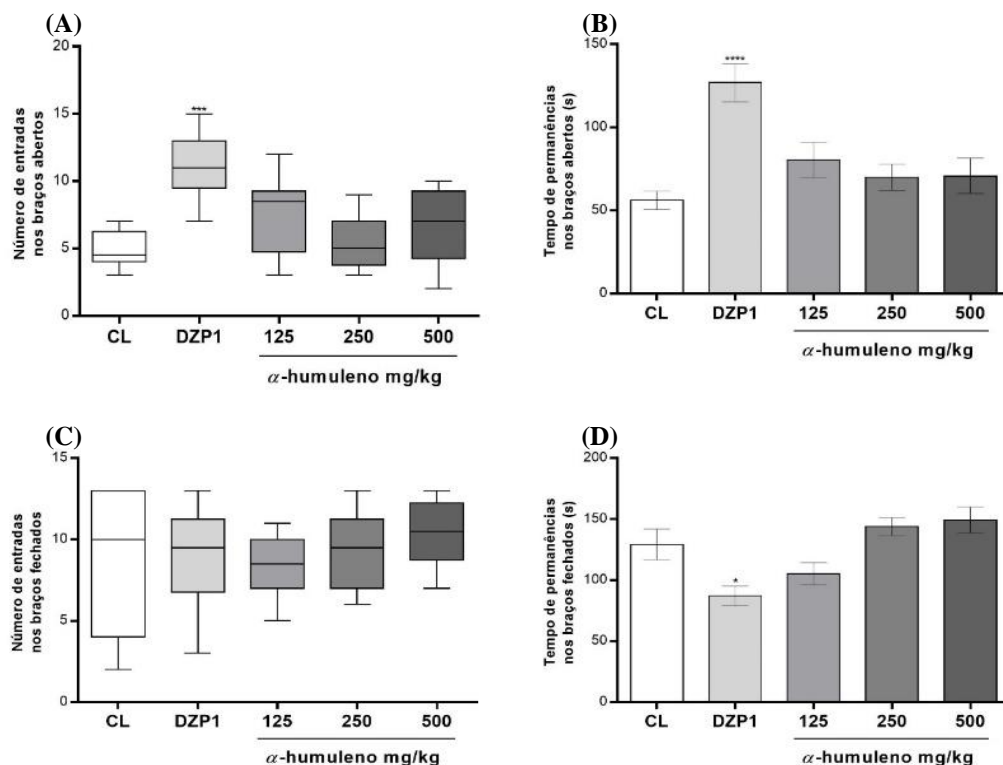 (A)
Número de entradas
nos braços abertos
20
15
10
5
0
***
CL DZP1 125 250 500
α-humuleno mg/kg
(B)
Tempo de permanências
nos braços abertos (s)
150
100
50
0
****
CL DZP1 125 250 500
α-humuleno mg/kg
(C)
Número de entradas
nos braços fechados
15
10
5
0
CL DZP1 125 250 500
α-humuleno mg/kg
(D)
Tempo de permanências
nos braços fechados (s)
200
150
100
50
0
*
CL DZP1 125 250 500
α-humuleno mg/kg